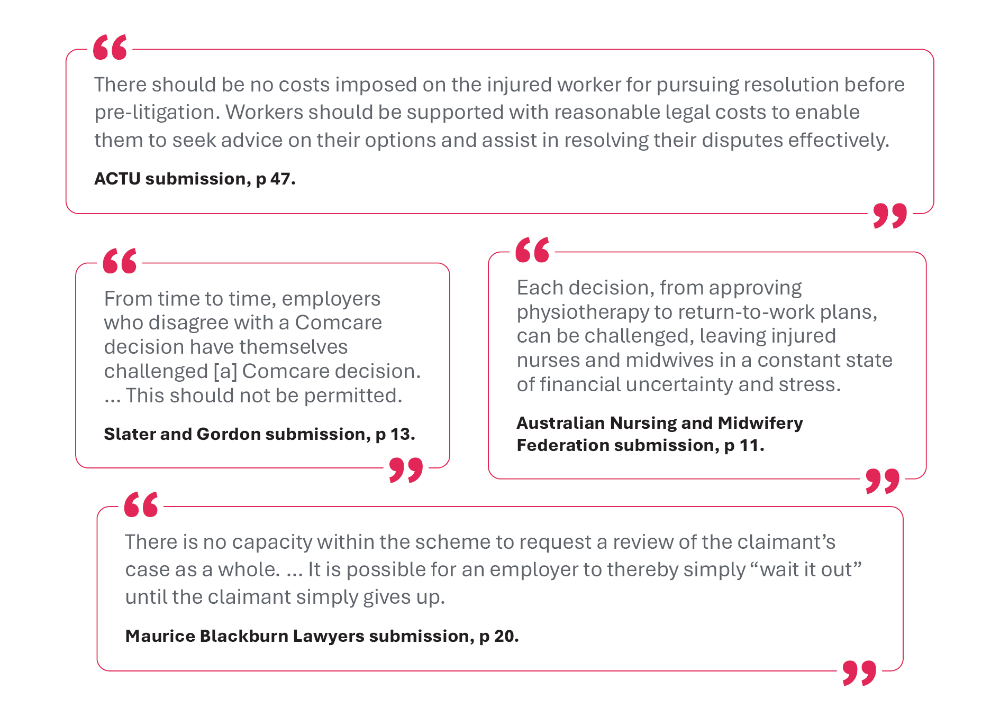 “
There should be no costs imposed on the injured worker for pursuing resolution before
pre-litigation. Workers should be supported with reasonable legal costs to enable
them to seek advice on their options and assist in resolving their disputes effectively.
ACTU submission, p 47.
”
“
From time to time, employers
who disagree with a Comcare
decision have themselves
challenged [a] Comcare decision.
... This should not be permitted.
Slater and Gordon submission, p 13.
”
“
Each decision, from approving
physiotherapy to return-to-work plans,
can be challenged, leaving injured
nurses and midwives in a constant state
of financial uncertainty and stress.
Australian Nursing and Midwifery
Federation submission, p 11.
”
“
There is no capacity within the scheme to request a review of the claimant’s
case as a whole. ... It is possible for an employer to thereby simply “wait it out”
until the claimant simply gives up.
Maurice Blackburn Lawyers submission, p 20.
”